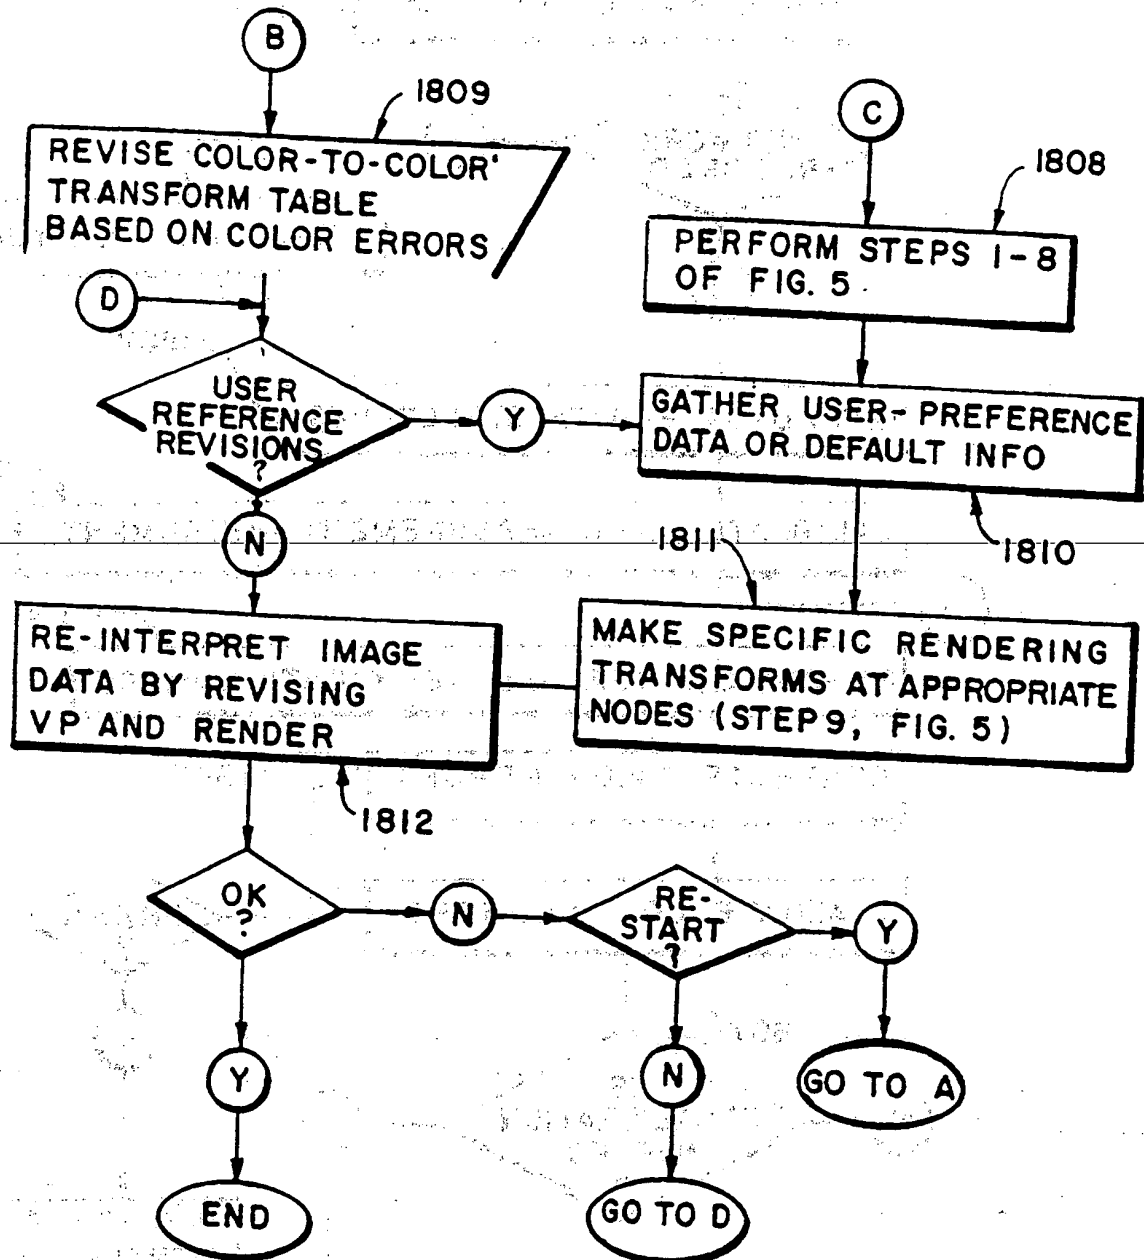 B
1809
REVISE COLOR-TO-COLOR'
TRANSFORM TABLE
BASED ON COLOR ERRORS
C
1808
PERFORM STEPS 1-8
OF FIG. 5
D
USER
REFERENCE
REVISIONS
?
Y
GATHER USER-PREFERENCE
DATA OR DEFAULT INFO
1810
N
1811
RE-INTERPRET IMAGE
DATA BY REVISING
VP AND RENDER
1812
MAKE SPECIFIC RENDERING
TRANSFORMS AT APPROPRIATE
NODES (STEP 9, FIG. 5)
OK
?
N
RE-
START
?
Y
GO TO A
Y
END
N
GO TO D